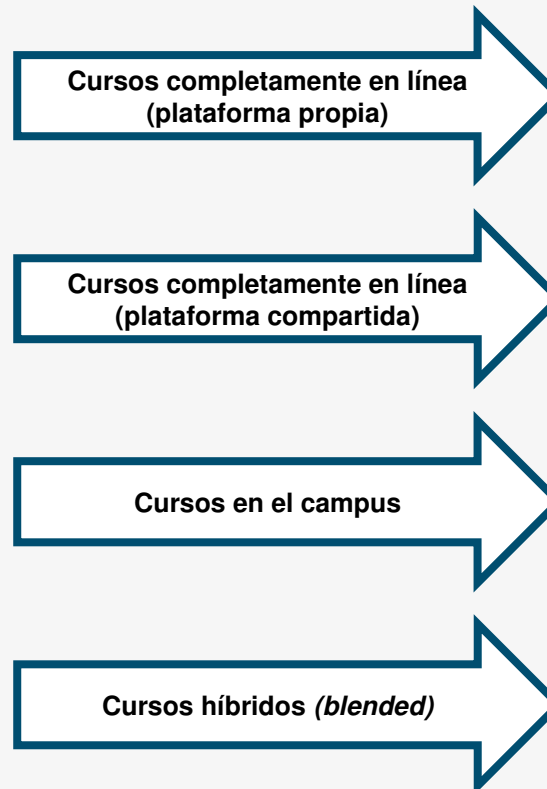 Cursos completamente en línea
(plataforma propia)
Cursos completamente en línea
(plataforma compartida)
Cursos en el campus
Cursos híbridos (blended)